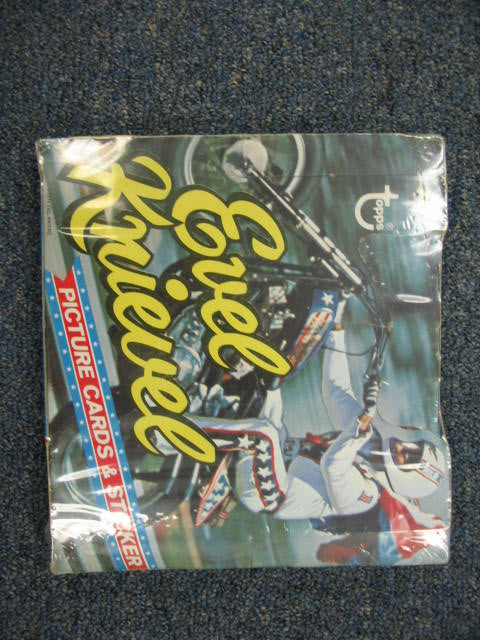 topps®
Evel
Knievel
PICTURE CARDS & STICKER